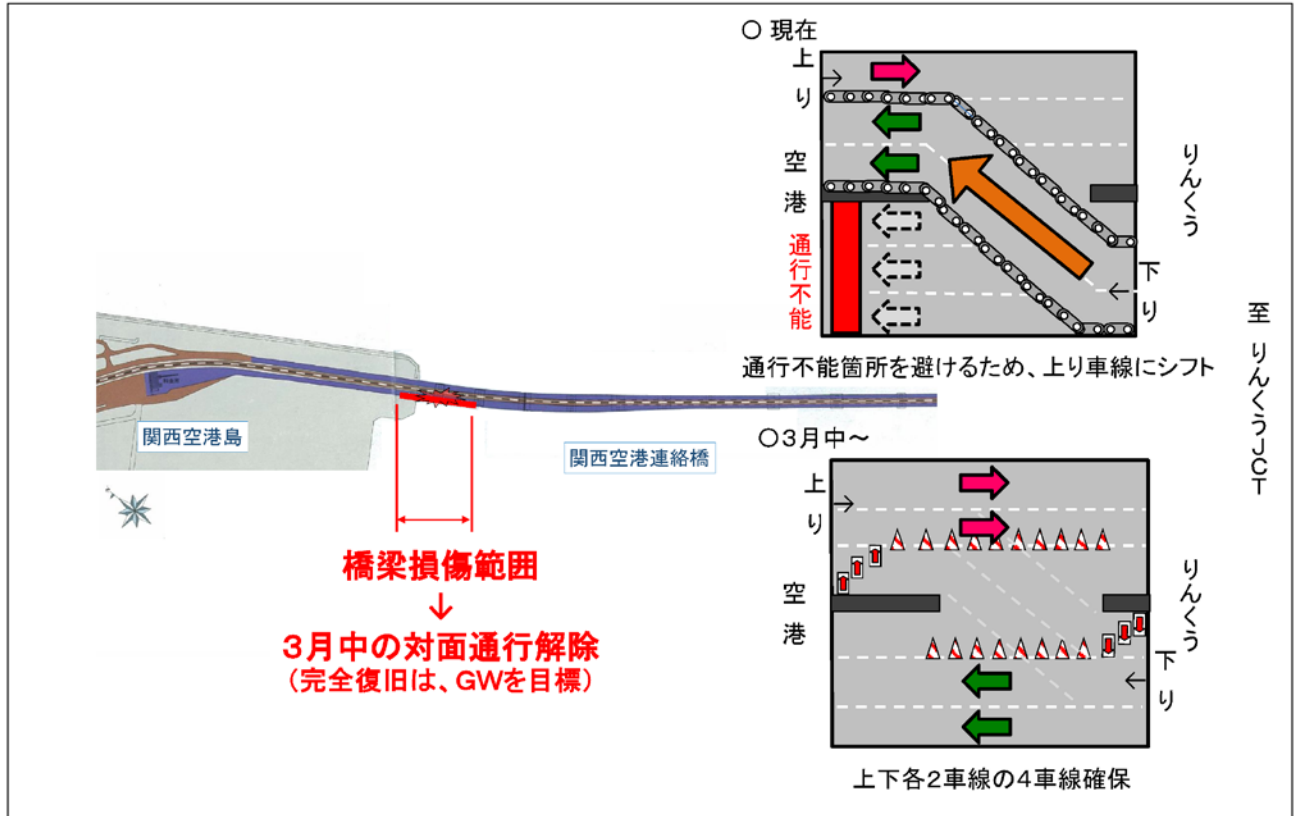 関西空港島
関西空港連絡橋
橋梁損傷範囲
↓
3月中の対面通行解除
(完全復旧は、GWを目標)
○ 現在
上り
空港
通行不能
りんくう
下り
通行不能箇所を避けるため、上り車線にシフト
○3月中~
上り
空港
りんくう
下り
上下各2車線の4車線確保
至 りんくうJCT